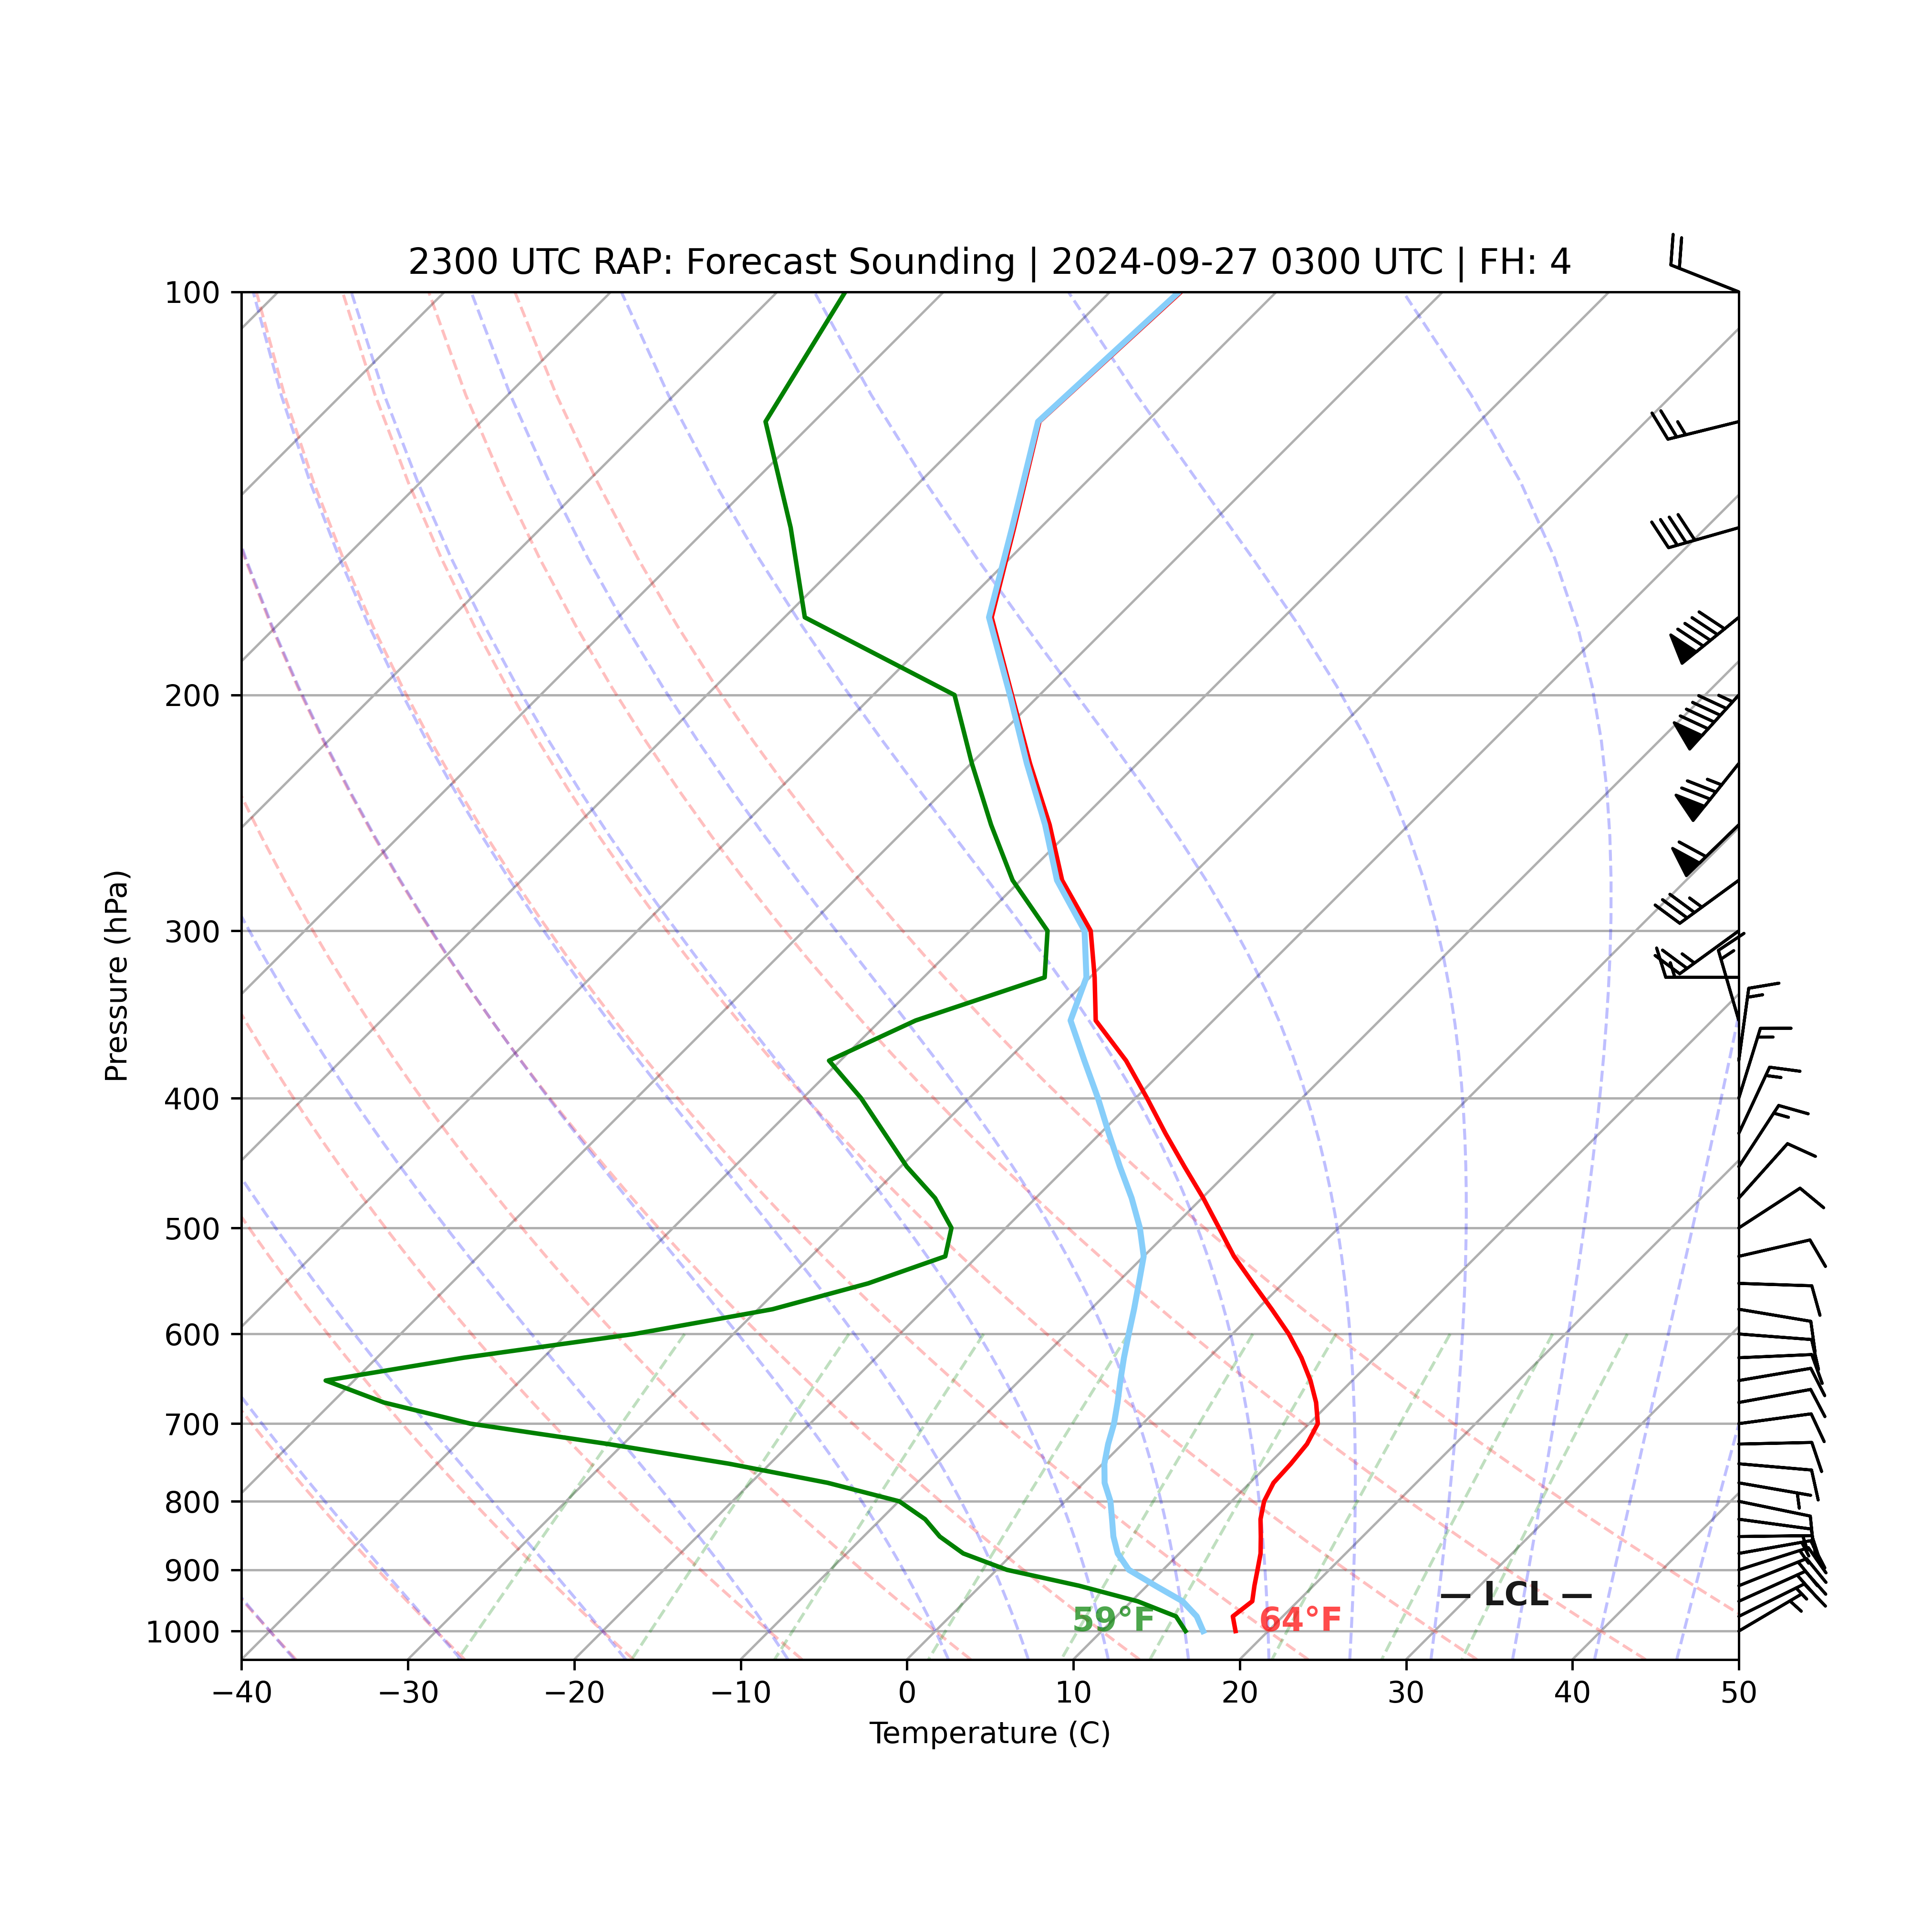 2300 UTC RAP: Forecast Sounding | 2024-09-27 0300 UTC | FH: 4
100
200
300
400
500
600
700
800
900
1000
Pressure (hPa)
— LCL —
59°F
64°F
−40 −30 −20 −10 0 10 20 30 40 50
Temperature (C)